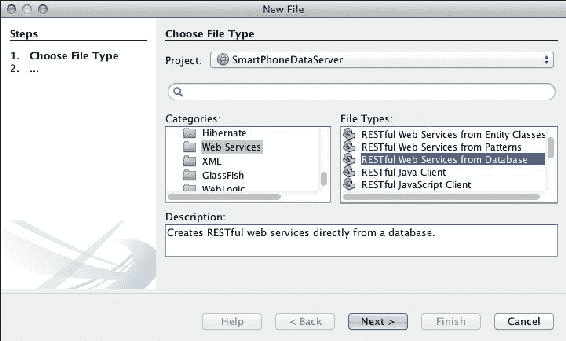 New File
Steps
1. Choose File Type
2. ...
Choose File Type
Project: SmartPhoneDataServer
Categories:
Hibernate
Web Services
XML
GlassFish
WebLogic
File Types:
RESTful Web Services from Entity Classes
RESTful Web Services from Patterns
RESTful Web Services from Database
RESTful Java Client
RESTful JavaScript Client
Description:
Creates RESTful web services directly from a database.
Help
< Back
Next >
Finish
Cancel